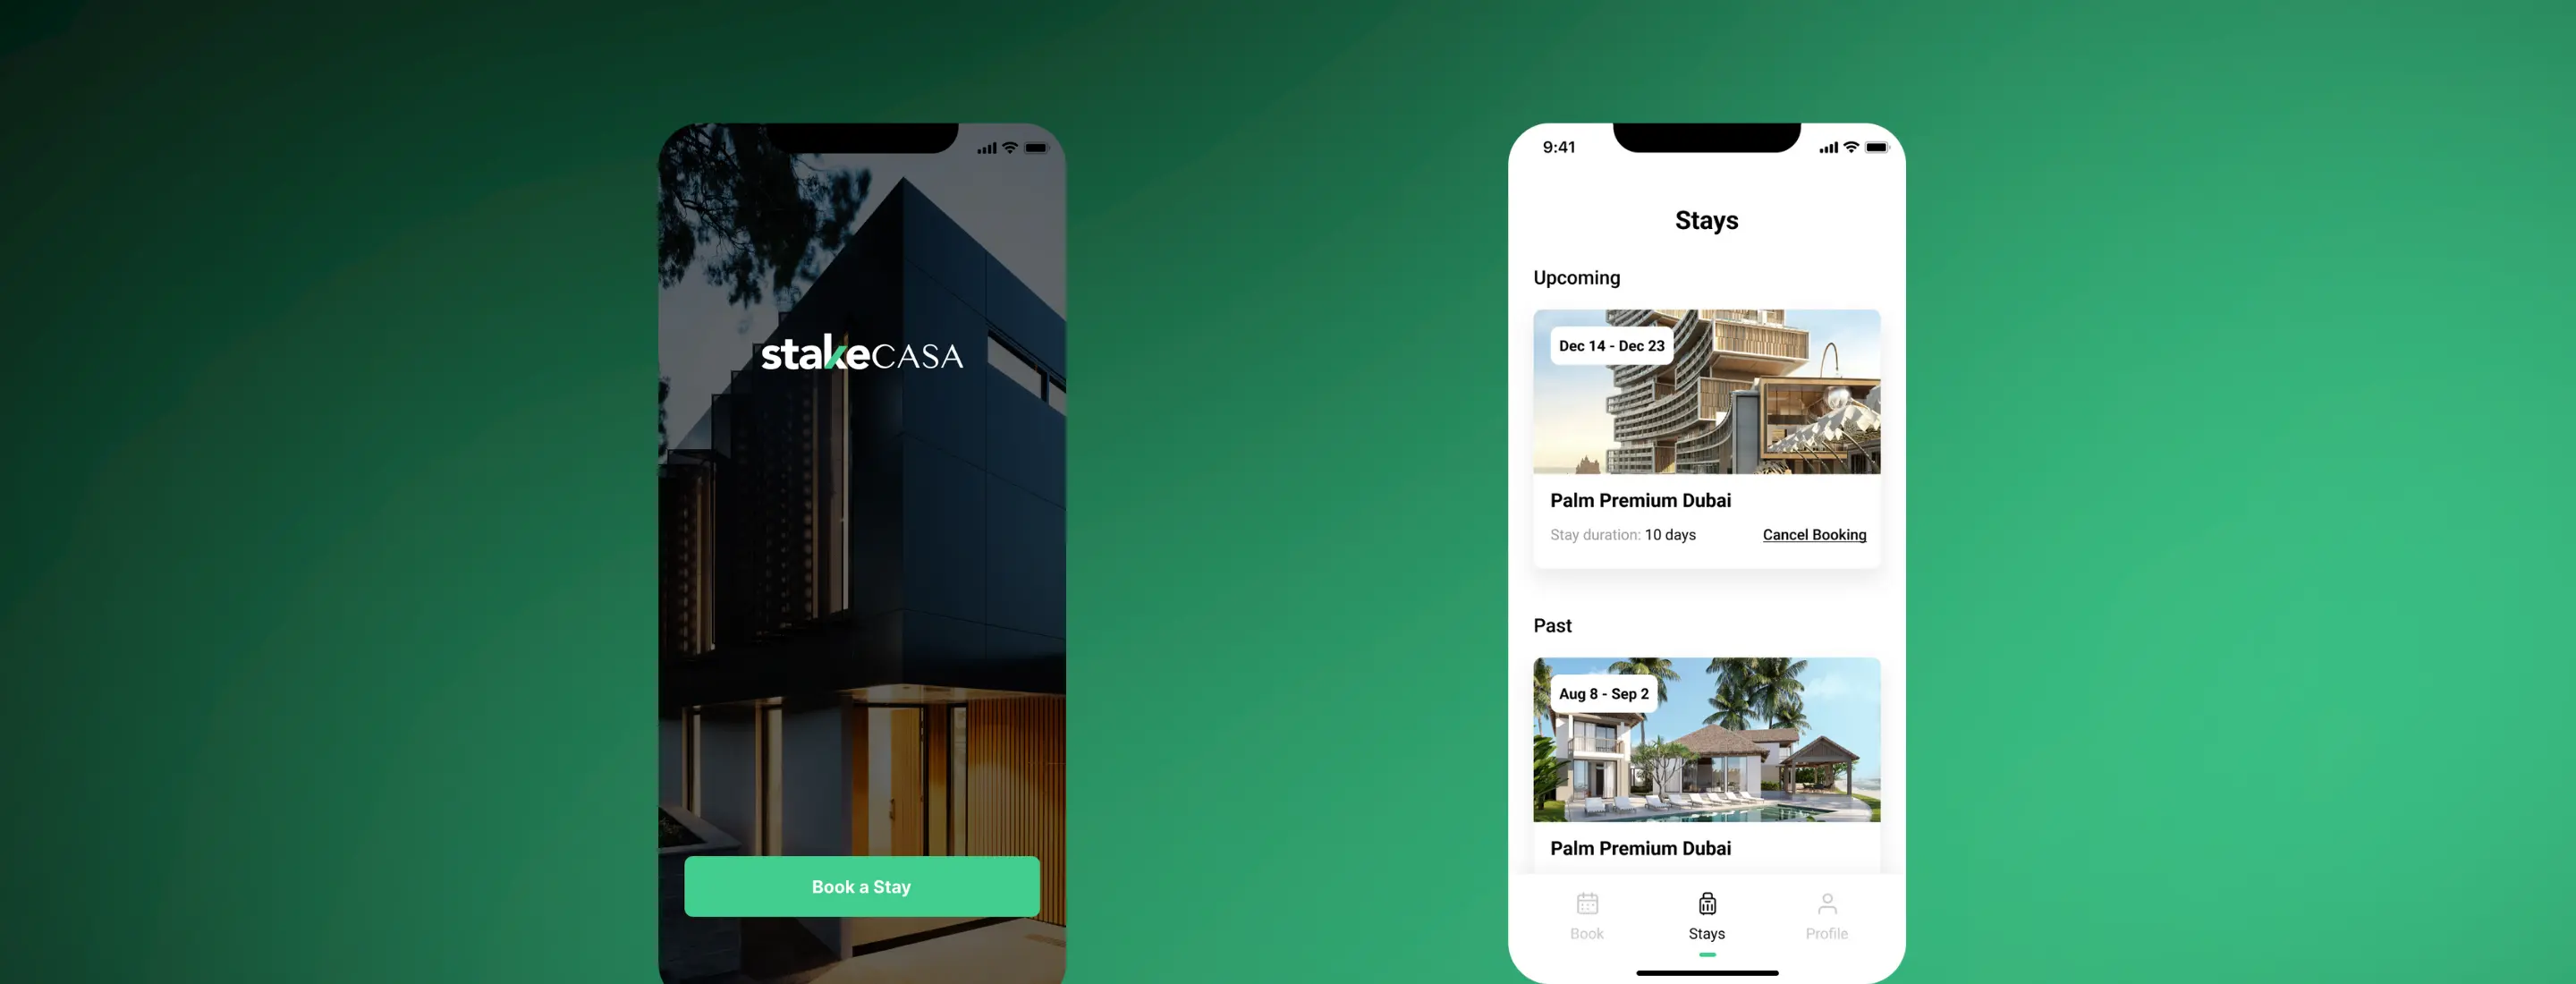 stakeCASA
Book a Stay
9:41
Stays
Upcoming
Dec 14 - Dec 23
Palm Premium Dubai
Stay duration: 10 days
Cancel Booking
Past
Aug 8 - Sep 2
Palm Premium Dubai
Book
Stays
Profile